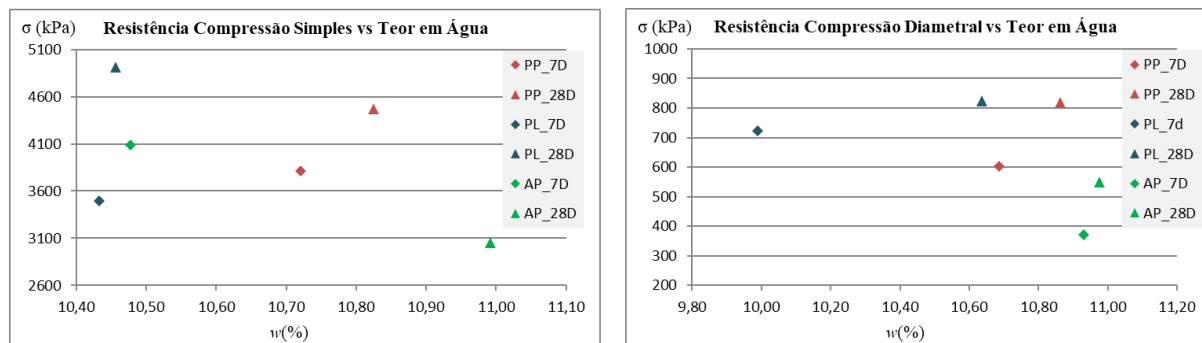 σ (kPa) Resistência Compressão Simples vs Teor em Água
5100
4600
4100
3600
3100
2600
10,40 10,50 10,60 10,70 10,80 10,90 11,00 11,10
w(%)
PP_7D
PP_28D
PL_7D
PL_28D
AP_7D
AP_28D
σ (kPa) Resistência Compressão Diametral vs Teor em Água
1000
900
800
700
600
500
400
300
200
9,80 10,00 10,20 10,40 10,60 10,80 11,00 11,20
w(%)
PP_7D
PP_28D
PL_7d
PL_28D
AP_7D
AP_28D